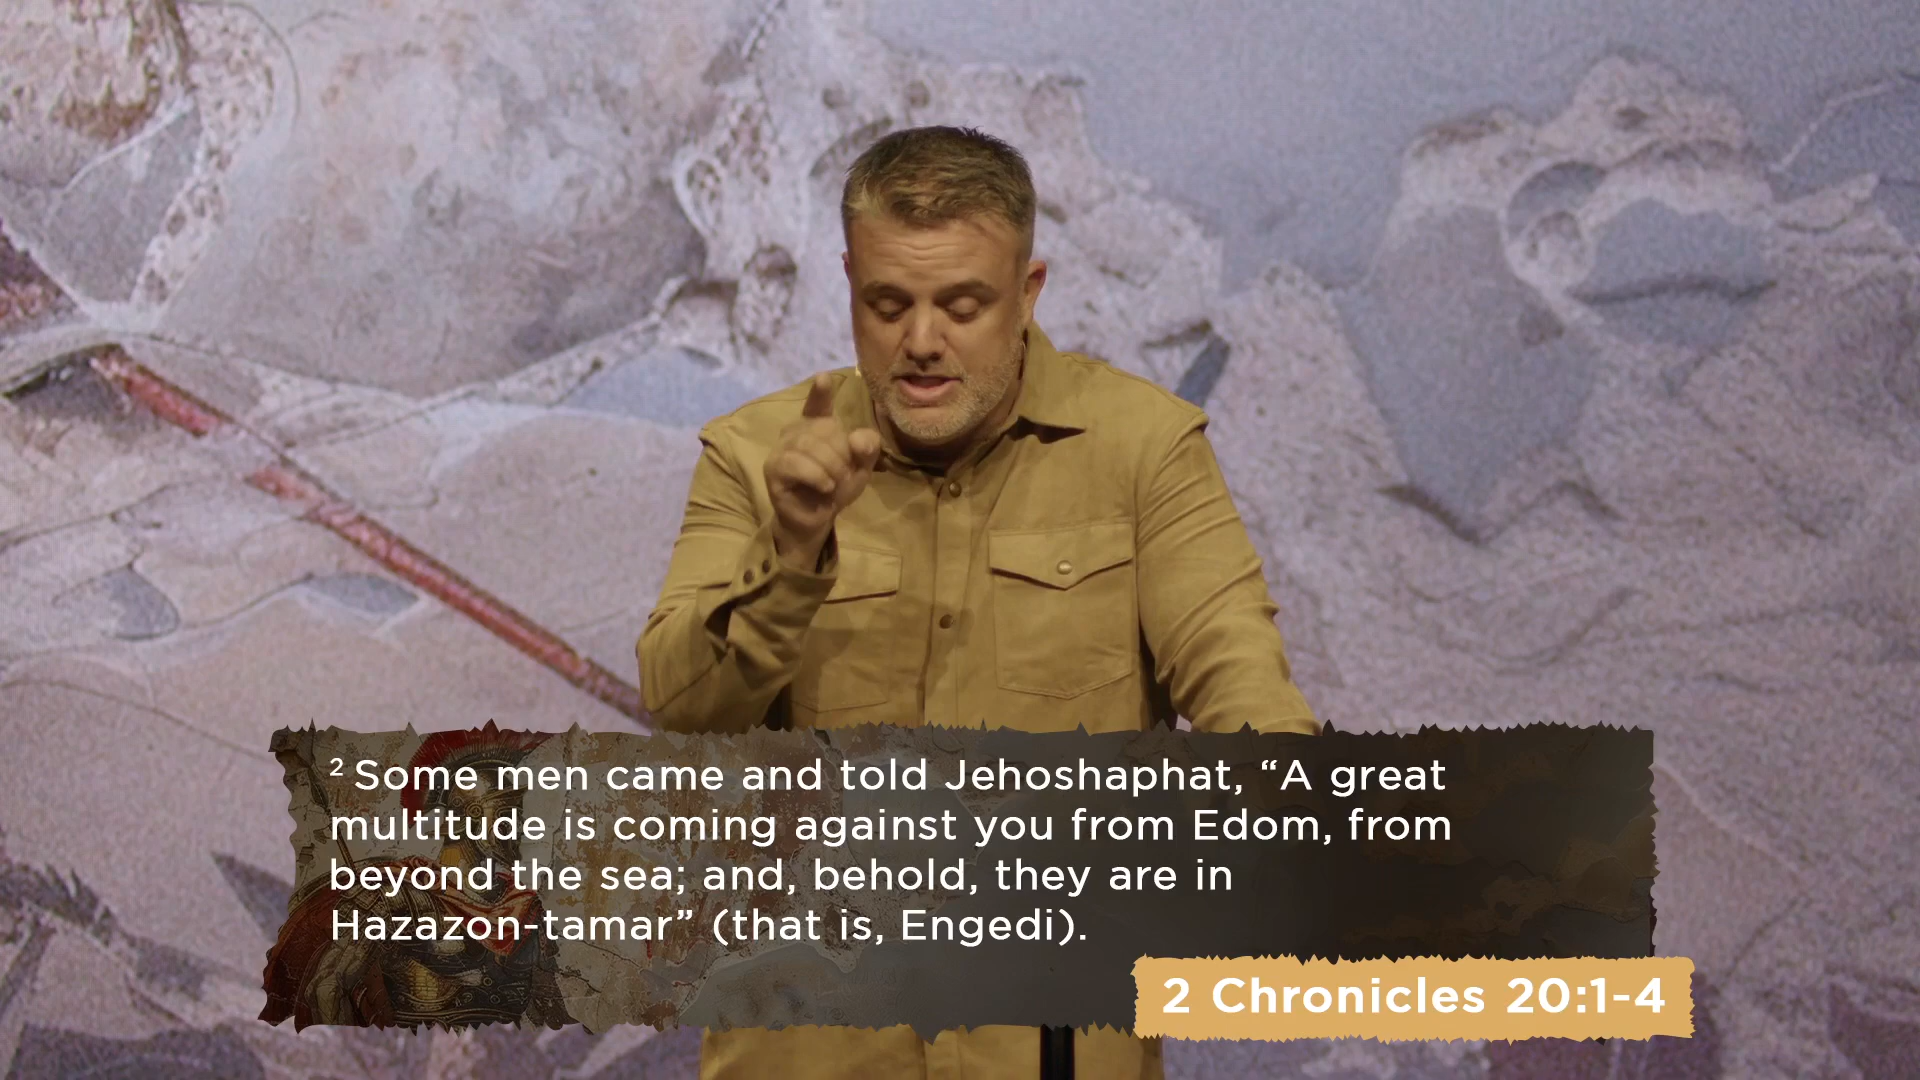 ² Some men came and told Jehoshaphat, “A great
multitude is coming against you from Edom, from
beyond the sea; and, behold, they are in
Hazazon-tamar” (that is, Engedi).
2 Chronicles 20:1-4